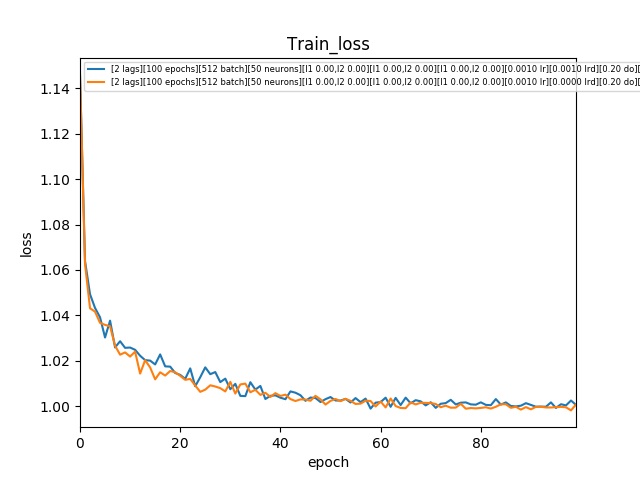 Train_loss
[2 lags][100 epochs][512 batch][50 neurons][l1 0.00,l2 0.00][l1 0.00,l2 0.00][l1 0.00,l2 0.00][0.0010 lr][0.0010 lrd][0.20 do][
[2 lags][100 epochs][512 batch][50 neurons][l1 0.00,l2 0.00][l1 0.00,l2 0.00][l1 0.00,l2 0.00][0.0010 lr][0.0000 lrd][0.20 do][
1.14
1.12
1.10
1.08
1.06
1.04
1.02
1.00
loss
0 20 40 60 80
epoch